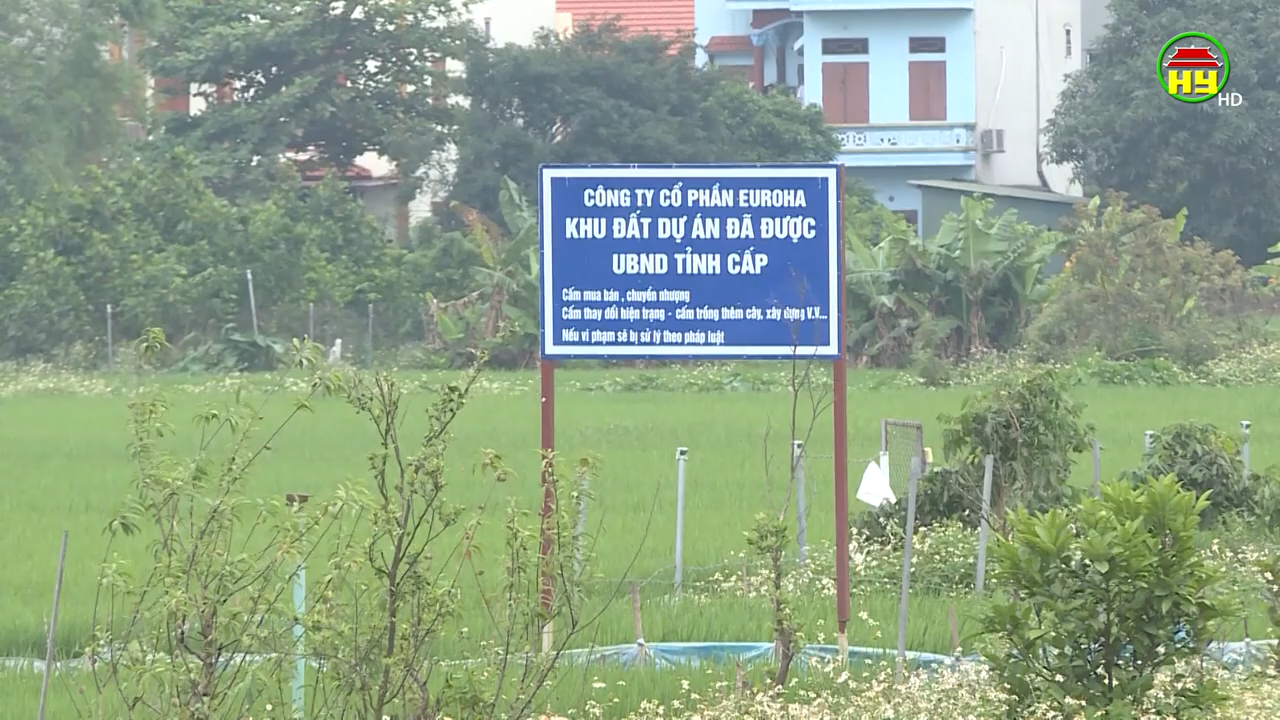 HY
HD
CÔNG TY CỔ PHẦN EUROHA
KHU ĐẤT DỰ ÁN ĐÃ ĐƯỢC
UBND TỈNH CẤP
Cấm mua bán , chuyển nhượng
Cấm thay đổi hiện trạng - cấm trồng thêm cây, xây dựng V.V...
Nếu vi phạm sẽ bị sử lý theo pháp luật